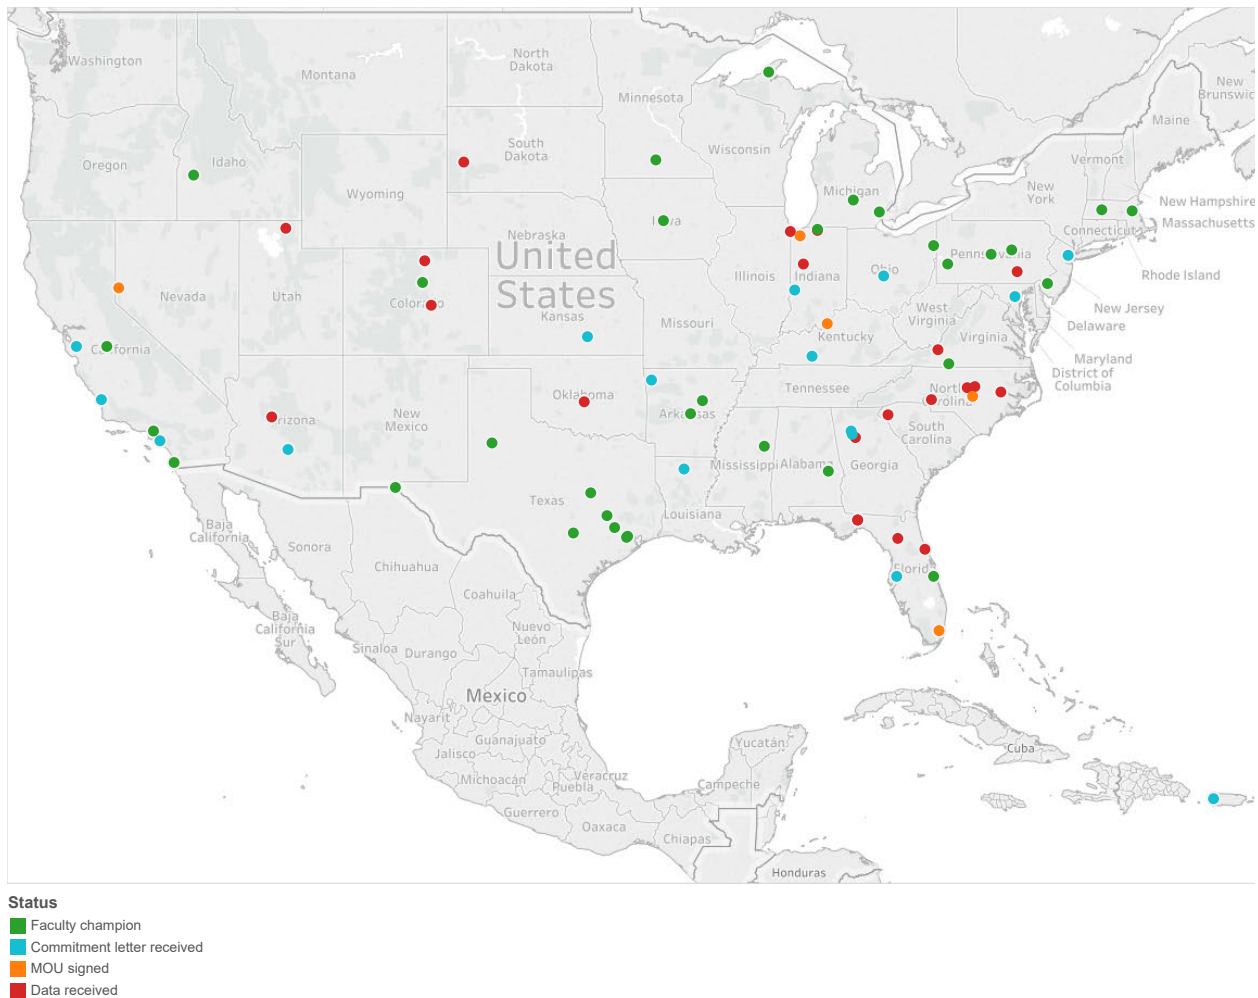 Washington
Montana
North
Dakota
Minnesota
New
Brunswic
Maine
Oregon
Idaho
South
Dakota
Wisconsin
Vermont
Wyoming
Michigan
New
York
New Hampshire
Massachusetts
Connecticut
Iowa
Nebraska
United
States
Pennsylvania
Rhode Island
Nevada
Utah
Colorado
Kansas
Illinois
Indiana
Ohio
West
Virginia
New Jersey
Delaware
Missouri
Kentucky
Virginia
California
Maryland
District of
Columbia
Tennessee
Oklahoma
Arkansas
North
Carolina
Arizona
New
Mexico
South
Carolina
Mississippi
Alabama
Georgia
Texas
Louisiana
Baja
California
Sonora
Chihuahua
Florida
Coahuila
Baja
California
Sur
Nuevo
León
Sinaloa
Durango
Tamaulipas
Mexico
Nayarit
Guanajuato
Yucatán
Cuba
Jalisco
Michoacán
Veracruz
Puebla
Campeche
Guerrero
Oaxaca
Chiapas
Honduras
Status
Faculty champion
Commitment letter received
MOU signed
Data received